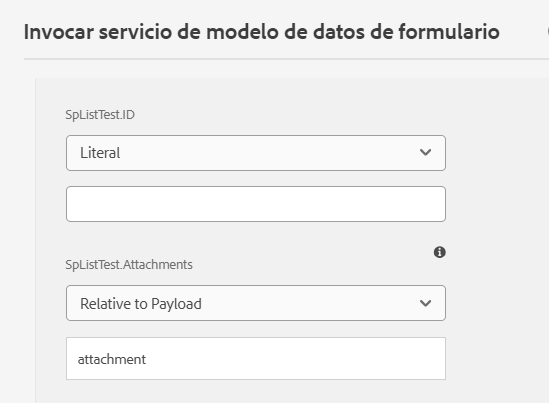 Invocar servicio de modelo de datos de formulario
SpListTest.ID
Literal
SpListTest.Attachments
Relative to Payload
attachment